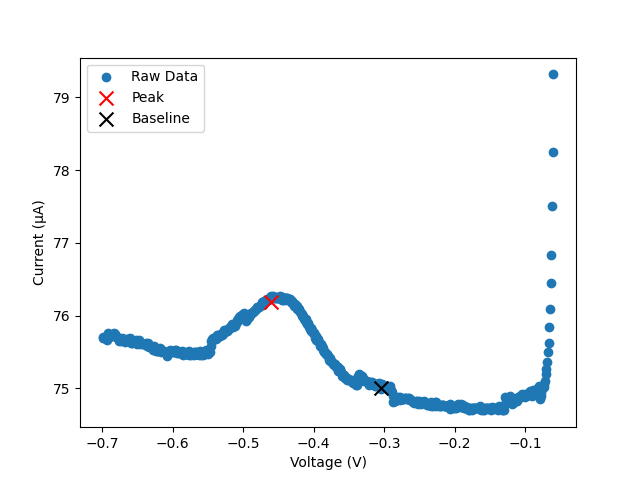 Raw Data
Peak
Baseline
79
78
77
76
75
Current (μA)
−0.7
−0.6
−0.5
−0.4
−0.3
−0.2
−0.1
Voltage (V)